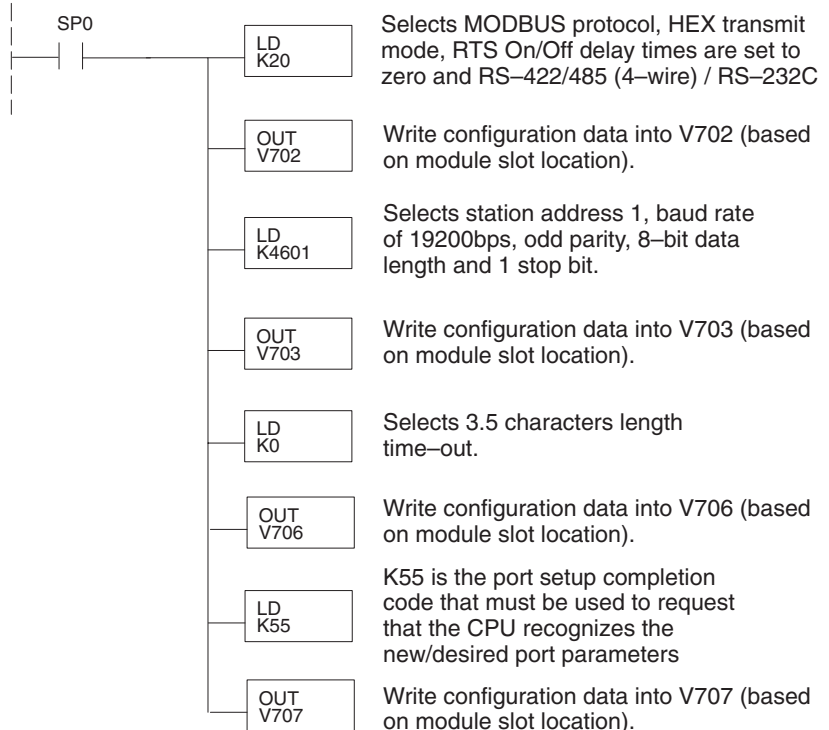 SP0
LD
K20
Selects MODBUS protocol, HEX transmit
mode, RTS On/Off delay times are set to
zero and RS–422/485 (4–wire) / RS–232C
OUT
V702
Write configuration data into V702 (based
on module slot location).
LD
K4601
Selects station address 1, baud rate
of 19200bps, odd parity, 8–bit data
length and 1 stop bit.
OUT
V703
Write configuration data into V703 (based
on module slot location).
LD
K0
Selects 3.5 characters length
time–out.
OUT
V706
Write configuration data into V706 (based
on module slot location).
LD
K55
K55 is the port setup completion
code that must be used to request
that the CPU recognizes the
new/desired port parameters
OUT
V707
Write configuration data into V707 (based
on module slot location).